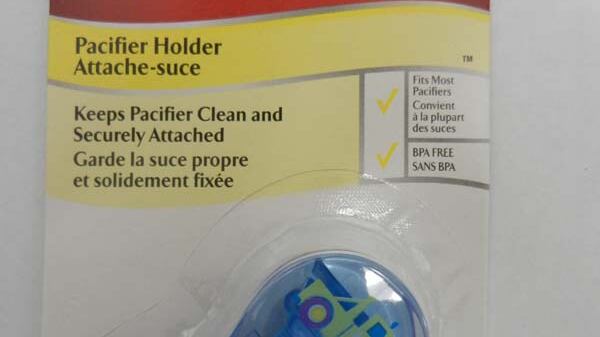 Pacifier Holder
Attache-suce
TM
Keeps Pacifier Clean and
Securely Attached
Garde la suce propre
et solidement fixée
Fits Most
Pacifiers
Convient
à la plupart
des suces
BPA FREE
SANS BPA